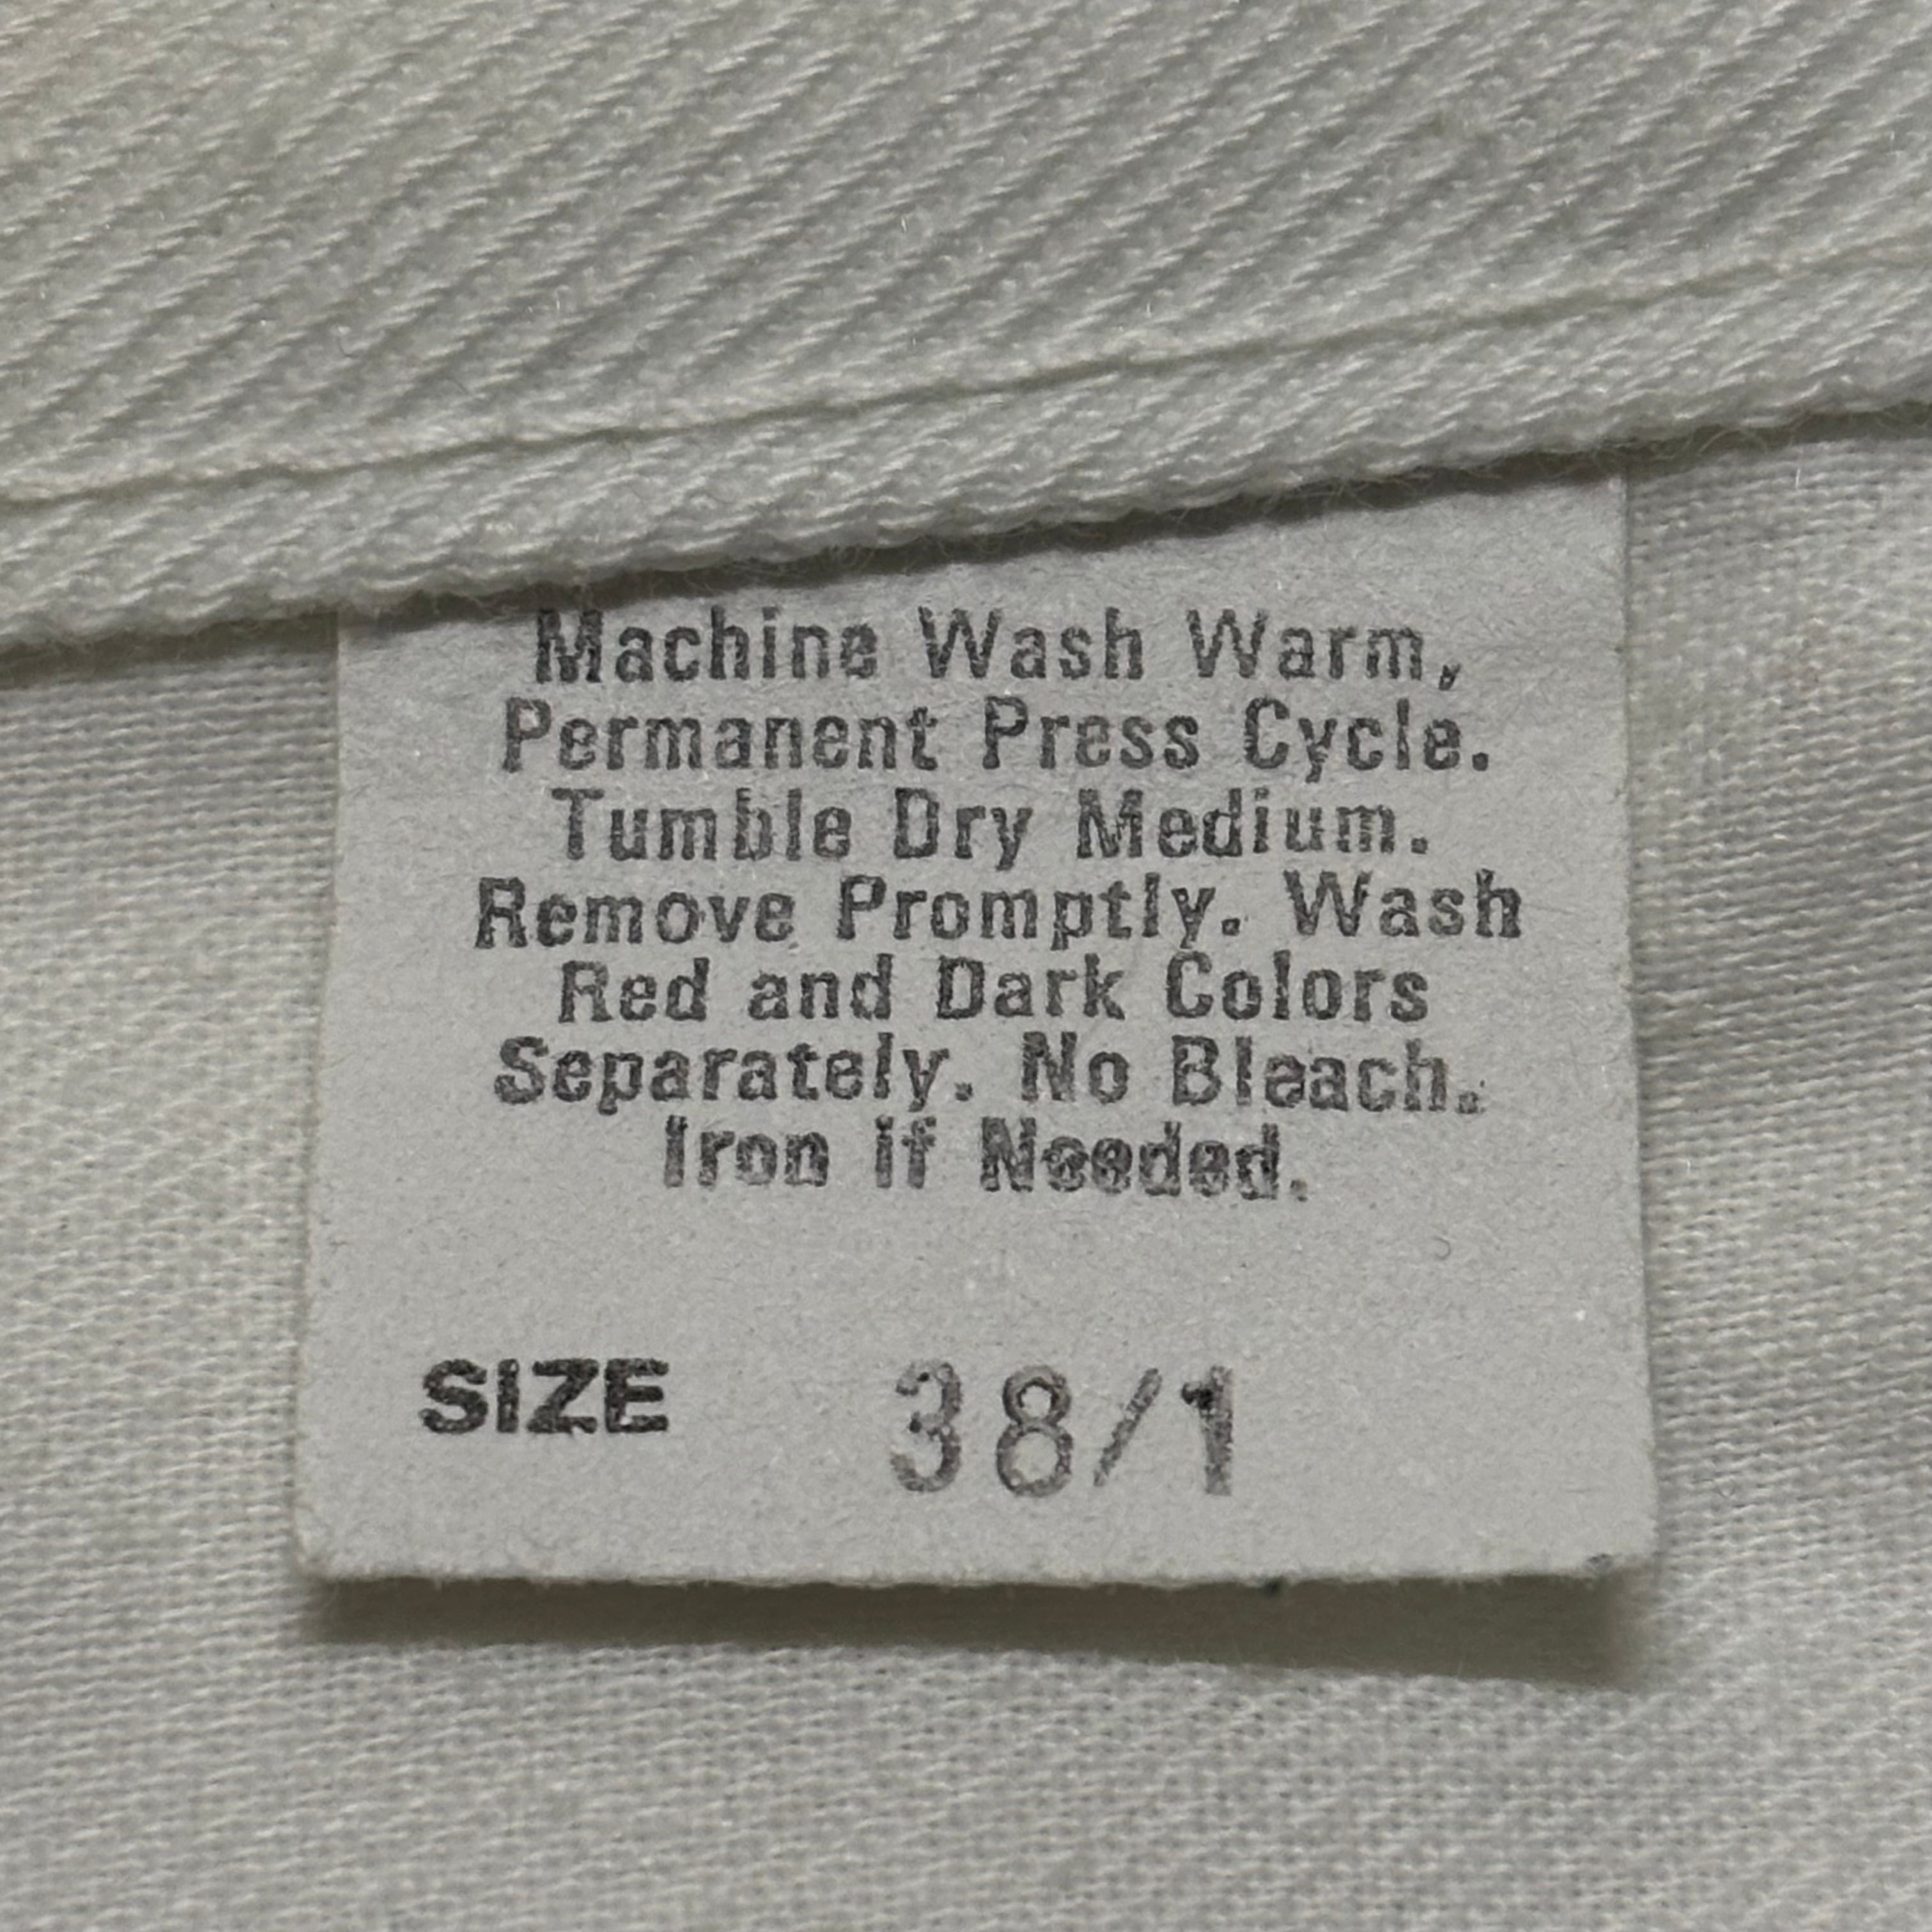 Machine Wash Warm,
Permanent Press Cycle.
Tumble Dry Medium.
Remove Promptly. Wash
Red and Dark Colors
Separately. No Bleach.
Iron if Needed.
SIZE 38/1